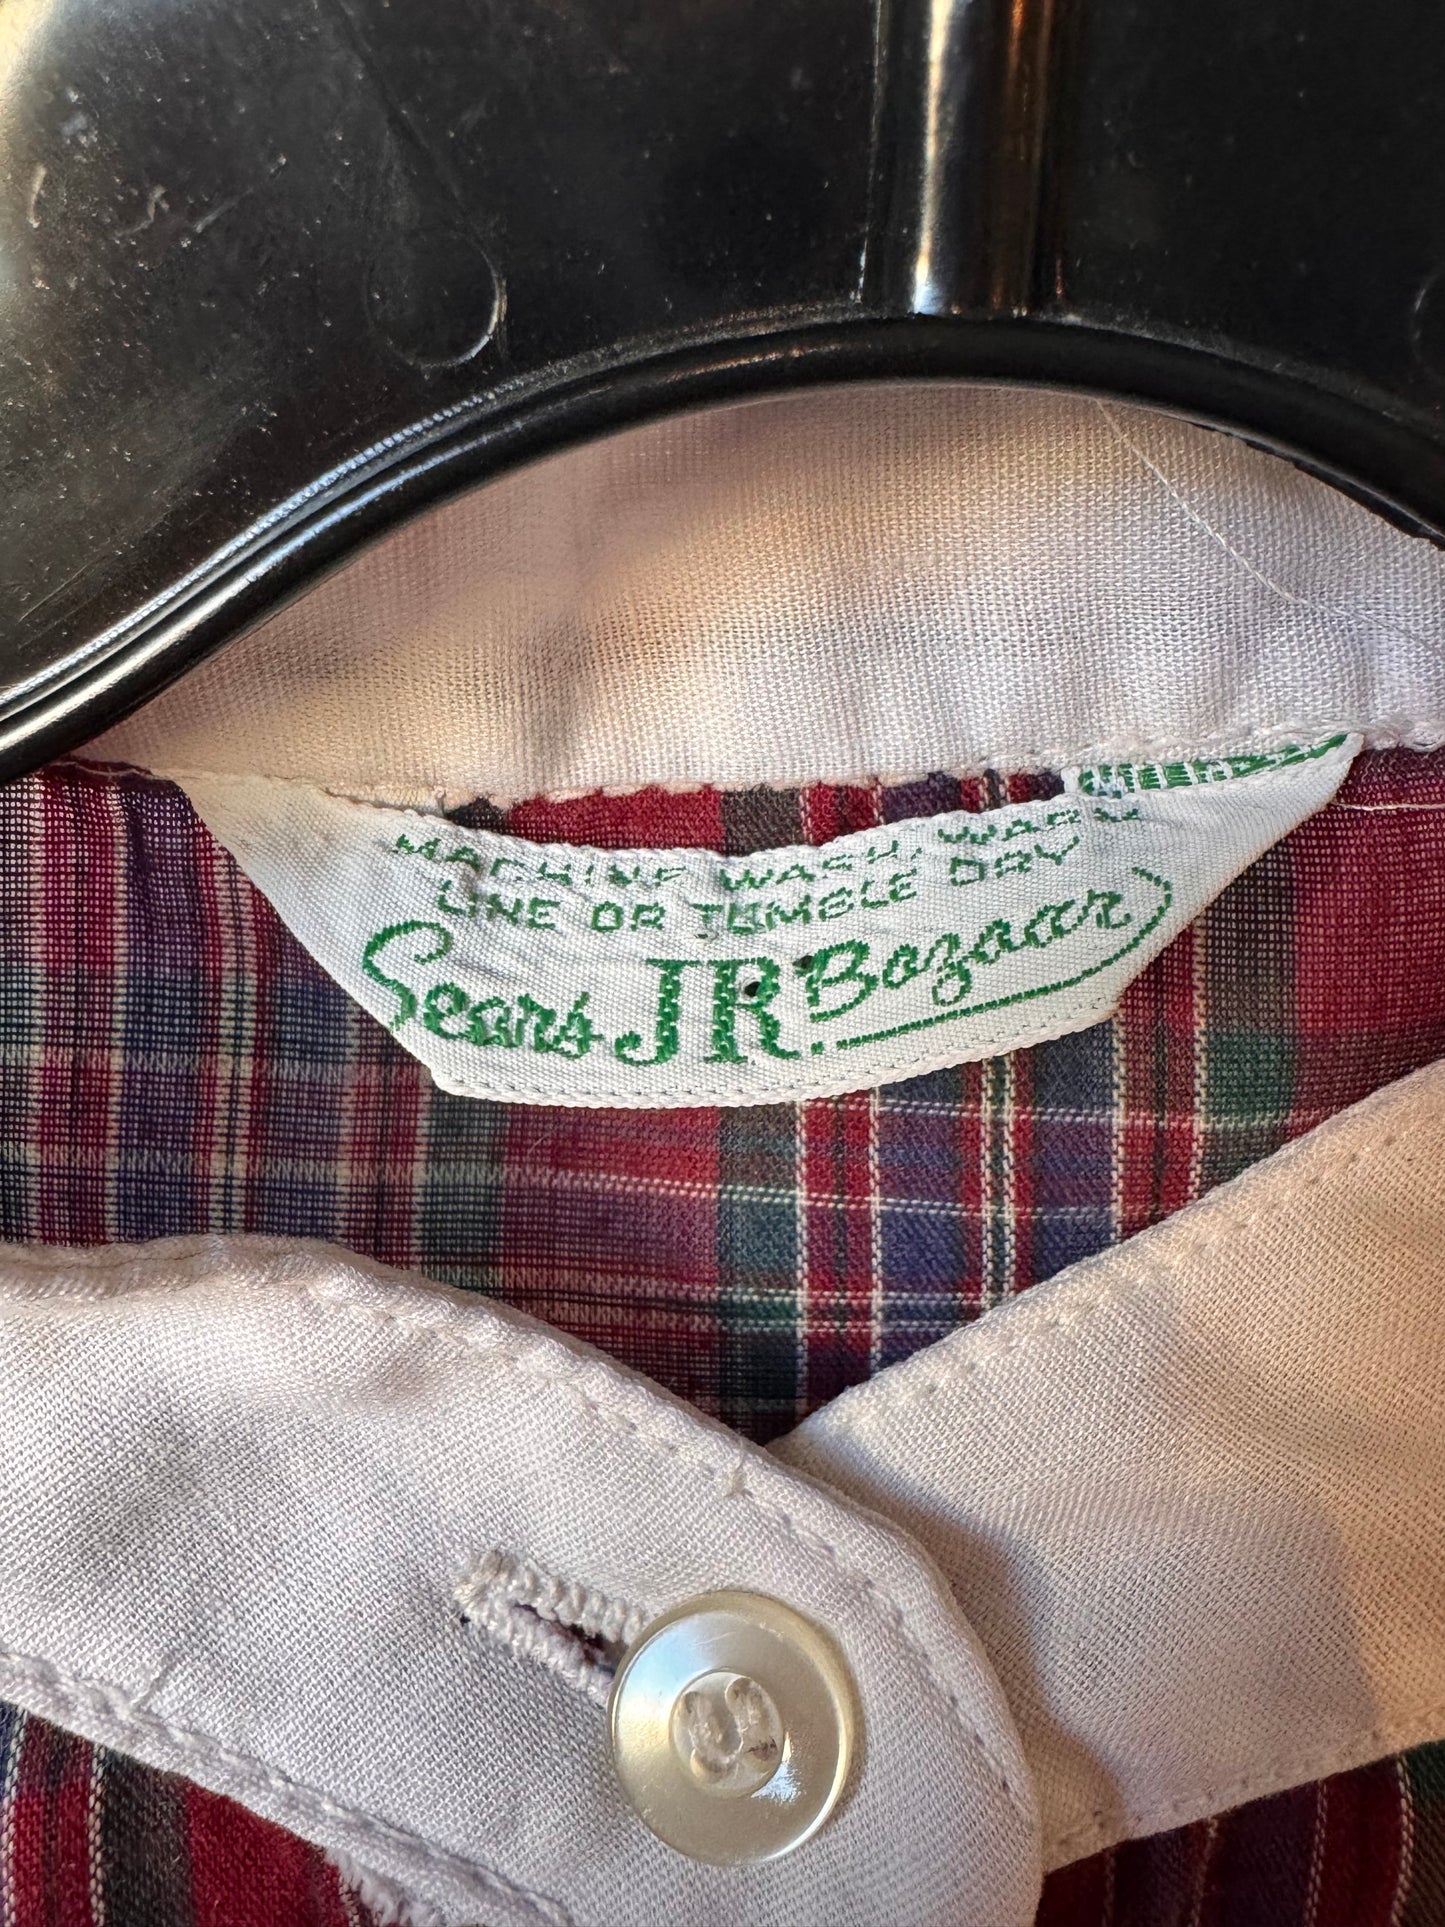 MACHINE WASH, WARM
LINE OR TUMBLE DRY
Sears JR. Bazaar